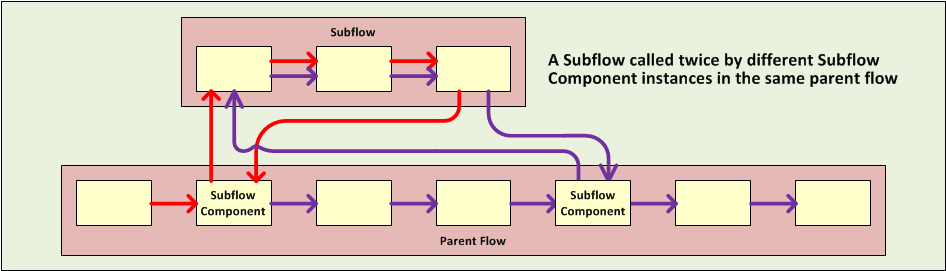 Subflow
A Subflow called twice by different Subflow
Component instances in the same parent flow
Subflow
Component
Subflow
Component
Parent Flow